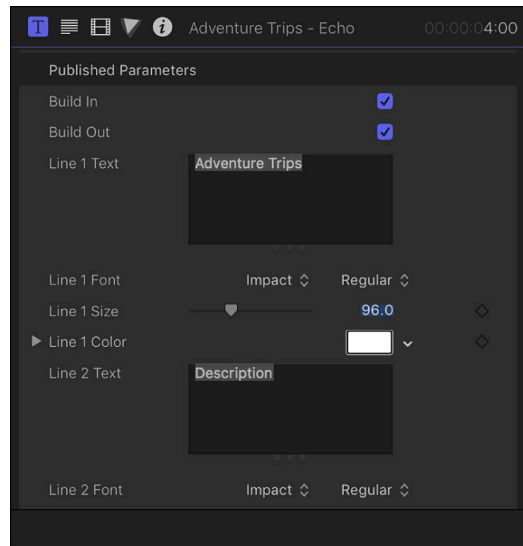 T i Adventure Trips - Echo 00:00:04:00
Published Parameters
Build In
Build Out
Line 1 Text Adventure Trips
Line 1 Font Impact Regular
Line 1 Size 96.0
Line 1 Color
Line 2 Text Description
Line 2 Font Impact Regular